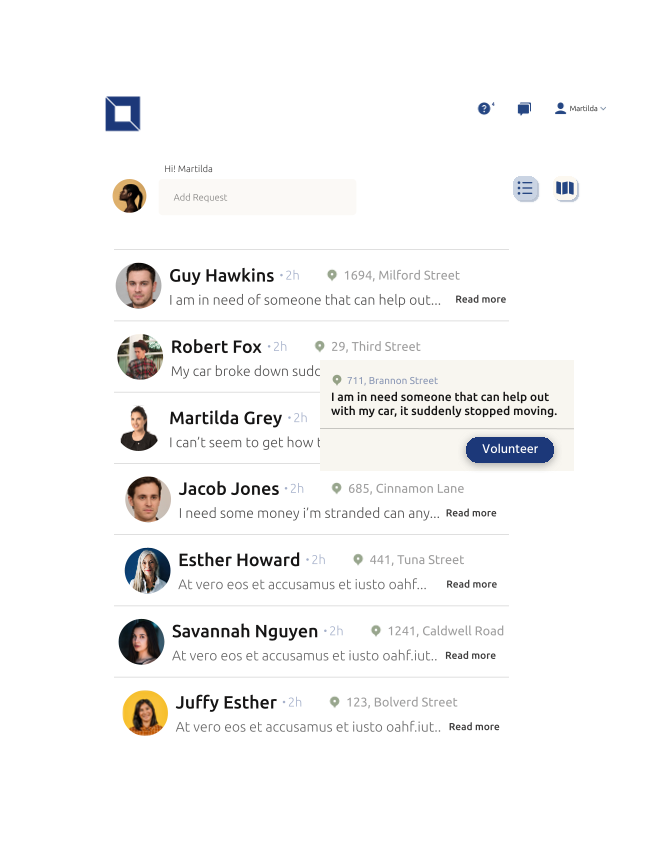 ? 4
Martilda
Hi! Martilda
Add Request
Guy Hawkins • 2h 1694, Milford Street
I am in need of someone that can help out... Read more
Robert Fox • 2h 29, Third Street
My car broke down sudd
711, Brannon Street
I am in need someone that can help out
with my car, it suddenly stopped moving.
Volunteer
Martilda Grey • 2h
I can't seem to get how t
Jacob Jones • 2h 685, Cinnamon Lane
I need some money i'm stranded can any... Read more
Esther Howard • 2h 441, Tuna Street
At vero eos et accusamus et iusto oahf... Read more
Savannah Nguyen • 2h 1241, Caldwell Road
At vero eos et accusamus et iusto oahf.iut.. Read more
Juffy Esther • 2h 123, Bolverd Street
At vero eos et accusamus et iusto oahf.iut.. Read more